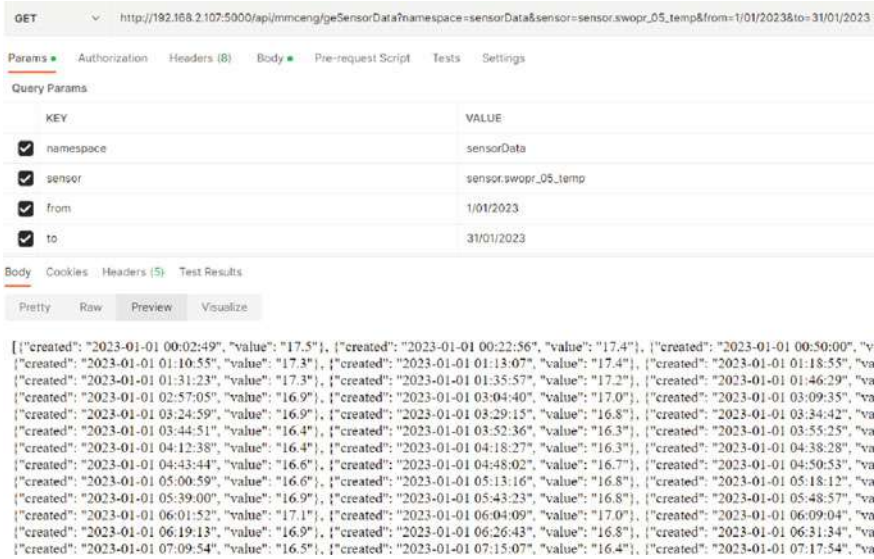 GET http://192.168.2.107:5000/api/mmceng/geSensorData?namespace=sensorData&sensor=sensor.swopr_05_temp&from=1/01/2023&to=31/01/2023
Params Authorization Headers (8) Body Pre-request Script Tests Settings
Query Params
KEY VALUE
namespace sensorData
sensor sensor.swopr_05_temp
from 1/01/2023
to 31/01/2023
Body Cookies Headers (5) Test Results
Pretty Raw Preview Visualize
[{"created": "2023-01-01 00:02:49", "value": "17.5"}, {"created": "2023-01-01 00:22:56", "value": "17.4"}, {"created": "2023-01-01 00:50:00", "va
{"created": "2023-01-01 01:10:55", "value": "17.3"}, {"created": "2023-01-01 01:13:07", "value": "17.4"}, {"created": "2023-01-01 01:18:55", "va
{"created": "2023-01-01 01:31:23", "value": "17.3"}, {"created": "2023-01-01 01:35:57", "value": "17.2"}, {"created": "2023-01-01 01:46:29", "va
{"created": "2023-01-01 02:57:05", "value": "16.9"}, {"created": "2023-01-01 03:04:40", "value": "17.0"}, {"created": "2023-01-01 03:09:35", "va
{"created": "2023-01-01 03:24:59", "value": "16.9"}, {"created": "2023-01-01 03:29:15", "value": "16.8"}, {"created": "2023-01-01 03:34:42", "va
{"created": "2023-01-01 03:44:51", "value": "16.4"}, {"created": "2023-01-01 03:52:36", "value": "16.3"}, {"created": "2023-01-01 03:55:25", "va
{"created": "2023-01-01 04:12:38", "value": "16.4"}, {"created": "2023-01-01 04:18:27", "value": "16.3"}, {"created": "2023-01-01 04:38:28", "va
{"created": "2023-01-01 04:43:44", "value": "16.6"}, {"created": "2023-01-01 04:48:02", "value": "16.7"}, {"created": "2023-01-01 04:50:53", "va
{"created": "2023-01-01 05:00:59", "value": "16.6"}, {"created": "2023-01-01 05:13:16", "value": "16.8"}, {"created": "2023-01-01 05:18:12", "va
{"created": "2023-01-01 05:39:00", "value": "16.9"}, {"created": "2023-01-01 05:43:23", "value": "16.8"}, {"created": "2023-01-01 05:48:57", "va
{"created": "2023-01-01 06:01:52", "value": "17.1"}, {"created": "2023-01-01 06:04:09", "value": "17.0"}, {"created": "2023-01-01 06:09:04", "va
{"created": "2023-01-01 06:19:13", "value": "16.9"}, {"created": "2023-01-01 06:26:43", "value": "16.8"}, {"created": "2023-01-01 06:31:34", "va
{"created": "2023-01-01 07:09:54", "value": "16.5"}, {"created": "2023-01-01 07:15:07", "value": "16.4"}, {"created": "2023-01-01 07:17:54", "va